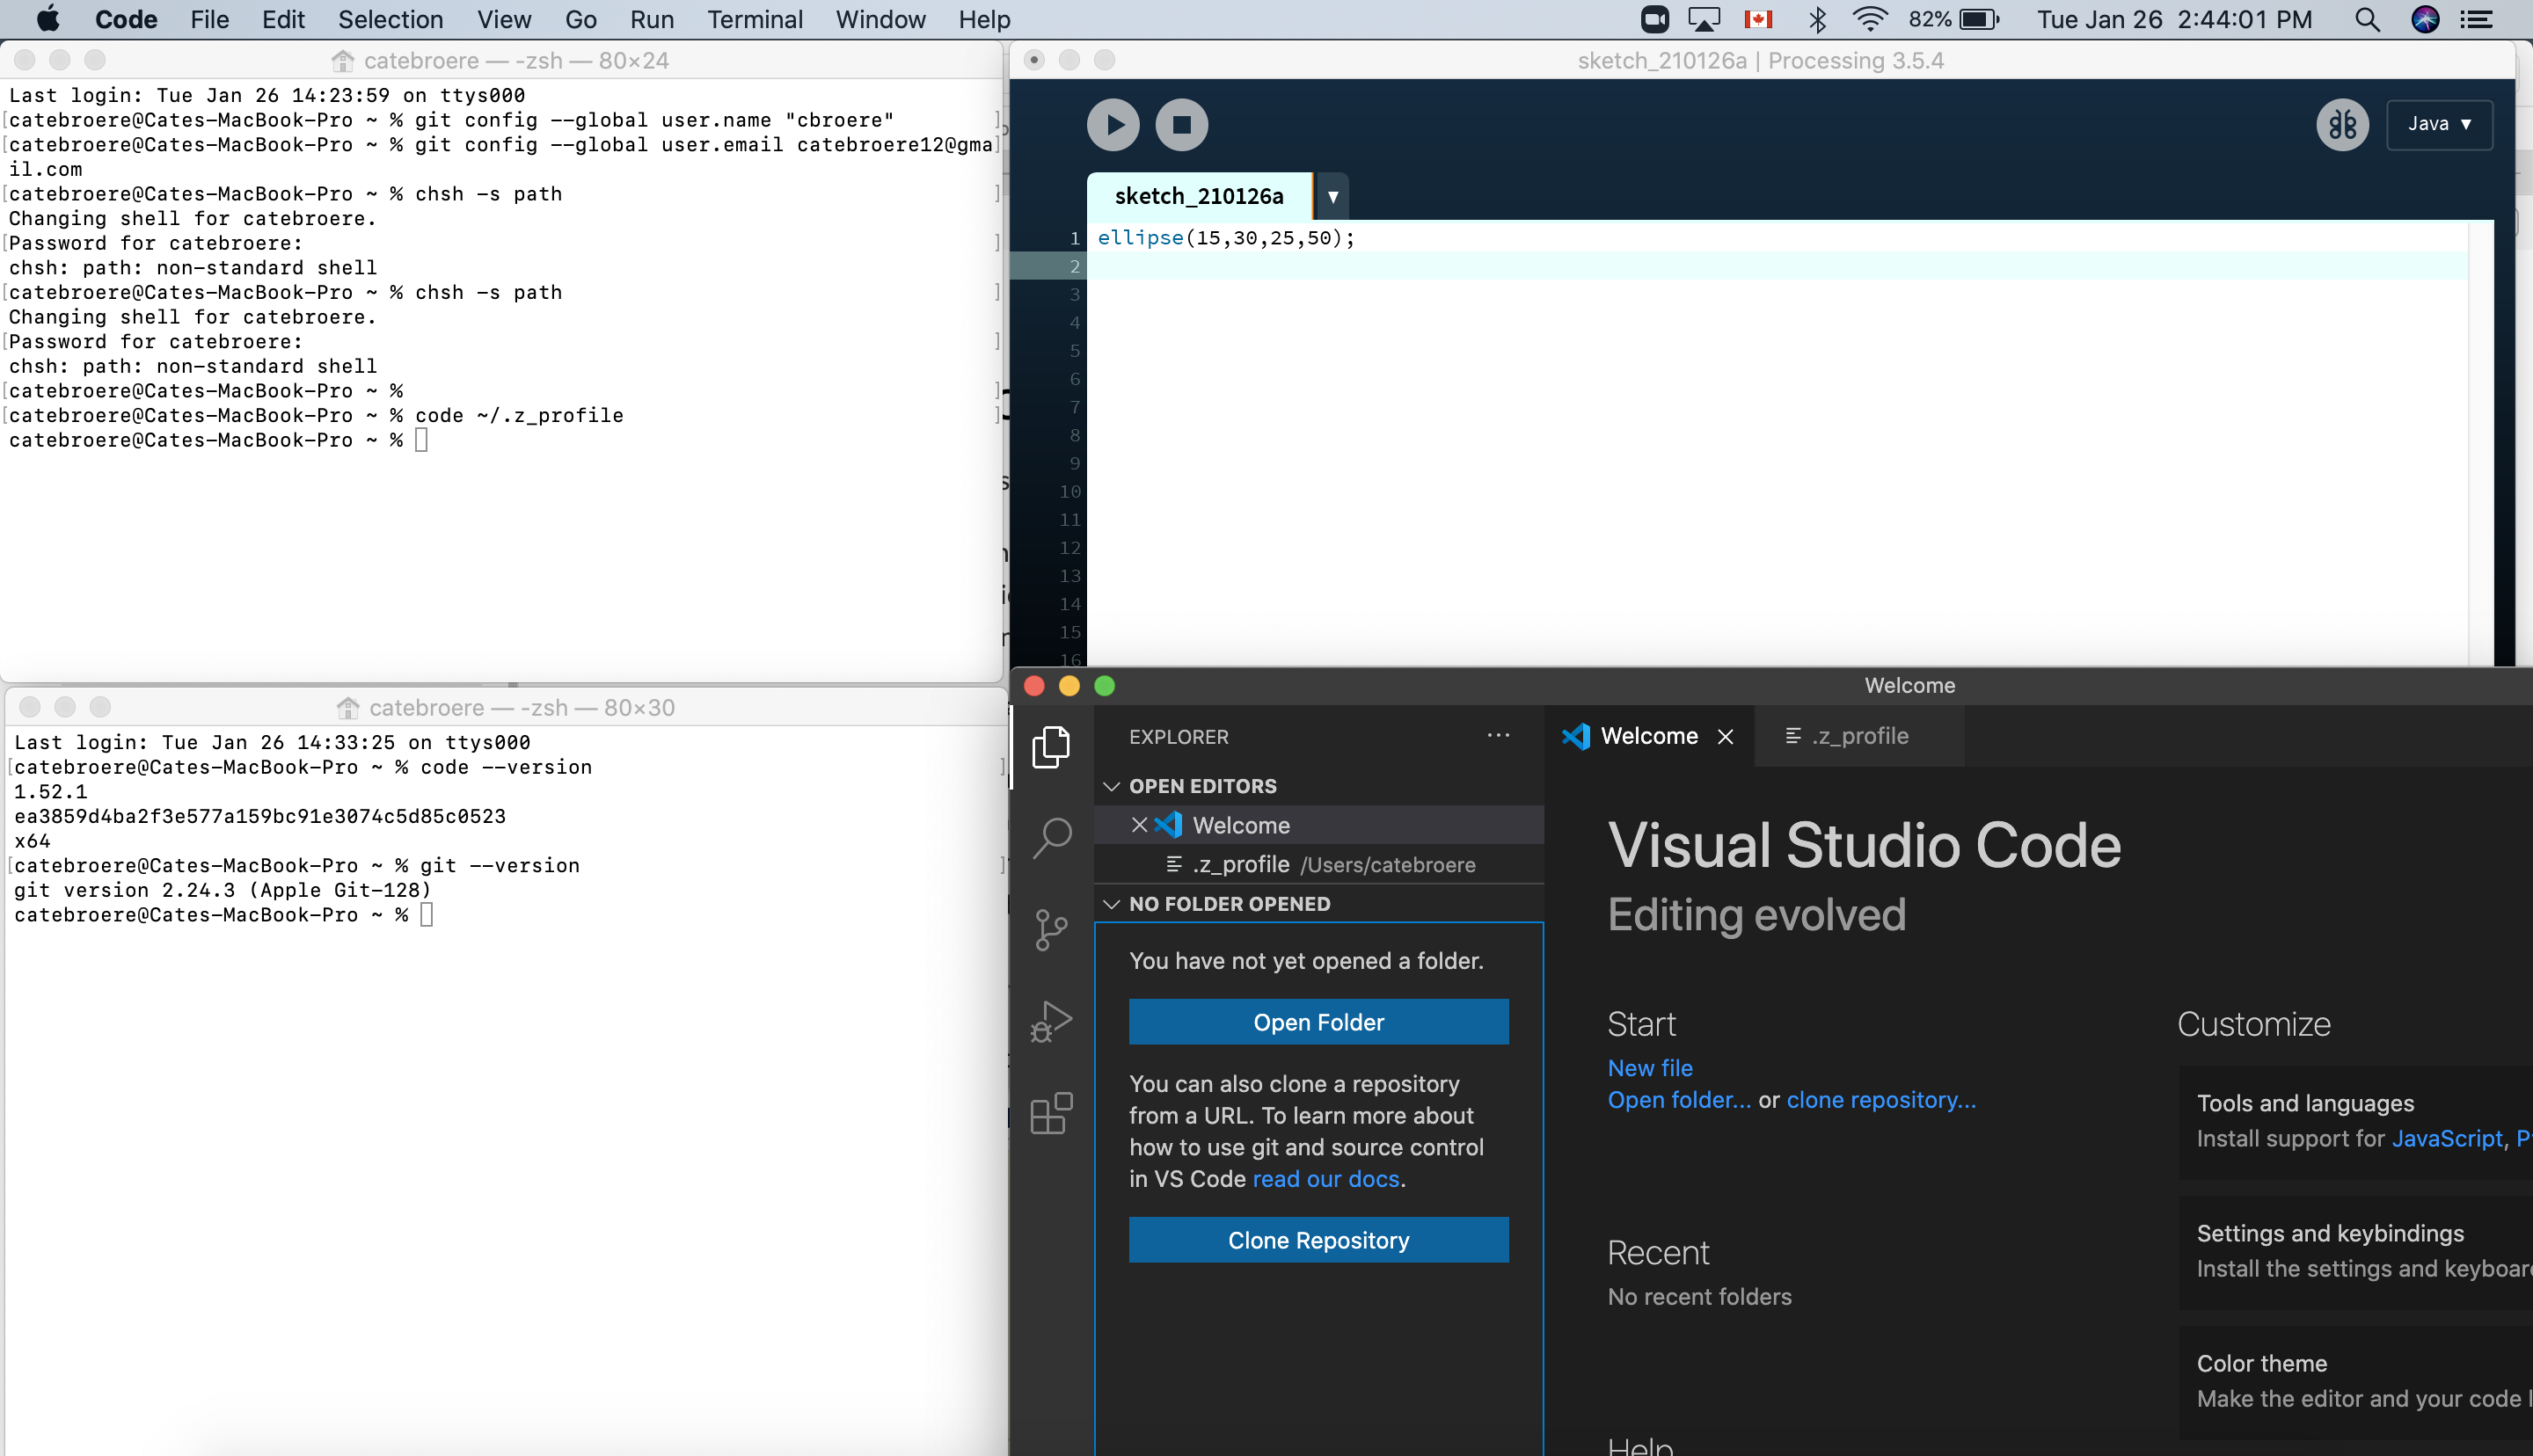 Code File Edit Selection View Go Run Terminal Window Help 82% Tue Jan 26 2:44:01 PM
catebroere — -zsh — 80×24
Last login: Tue Jan 26 14:23:59 on ttys000
[catebroere@Cates-MacBook-Pro ~ % git config --global user.name "cbroere" ]
[catebroere@Cates-MacBook-Pro ~ % git config --global user.email catebroere12@gma]
il.com
[catebroere@Cates-MacBook-Pro ~ % chsh -s path ]
Changing shell for catebroere.
[Password for catebroere: ]
chsh: path: non-standard shell
[catebroere@Cates-MacBook-Pro ~ % chsh -s path ]
Changing shell for catebroere.
[Password for catebroere: ]
chsh: path: non-standard shell
[catebroere@Cates-MacBook-Pro ~ % ]
[catebroere@Cates-MacBook-Pro ~ % code ~/.z_profile ]
catebroere@Cates-MacBook-Pro ~ %
sketch_210126a | Processing 3.5.4
Java ▼
sketch_210126a ▼
1 ellipse(15,30,25,50);
2
3
4
5
6
7
8
9
10
11
12
13
14
15
16
catebroere — -zsh — 80×30
Last login: Tue Jan 26 14:33:25 on ttys000
[catebroere@Cates-MacBook-Pro ~ % code --version ]
1.52.1
ea3859d4ba2f3e577a159bc91e3074c5d85c0523
x64
[catebroere@Cates-MacBook-Pro ~ % git --version ]
git version 2.24.3 (Apple Git-128)
catebroere@Cates-MacBook-Pro ~ %
Welcome
EXPLORER ...
OPEN EDITORS
Welcome
.z_profile /Users/catebroere
NO FOLDER OPENED
You have not yet opened a folder.
Open Folder
You can also clone a repository
from a URL. To learn more about
how to use git and source control
in VS Code read our docs.
Clone Repository
Welcome .z_profile
Visual Studio Code
Editing evolved
Start
New file
Open folder... or clone repository...
Recent
No recent folders
Help
Customize
Tools and languages
Install support for JavaScript,
Settings and keybindings
Install the settings and
Color theme
Make the editor and your code